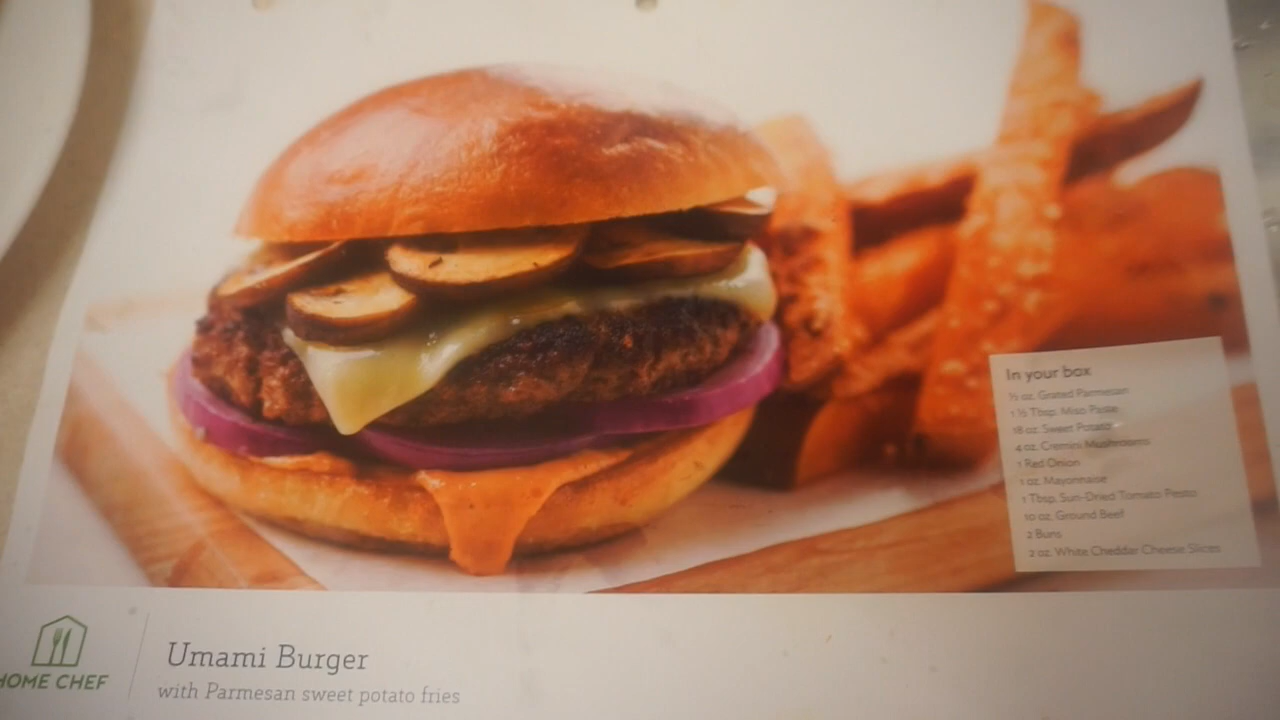 In your box
½ oz. Grated Parmesan
1 ½ Tbsp. Miso Paste
18 oz. Sweet Potato
4 oz. Cremini Mushrooms
1 Red Onion
1 oz. Mayonnaise
1 Tbsp. Sun-Dried Tomato Pesto
10 oz. Ground Beef
2 Buns
2 oz. White Cheddar Cheese Slices
HOME CHEF
Umami Burger
with Parmesan sweet potato fries